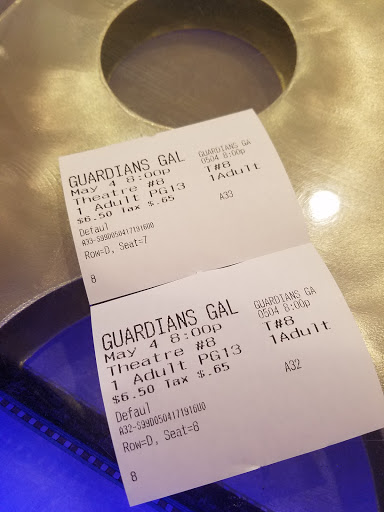 GUARDIANS GAL
May 4 8:00p
Theatre #8
1 Adult PG13
$6.50 Tax $.65
Defaul
A33-S99D050417191600
Row=D, Seat=7
8
GUARDIANS GA
0504 8:00p
T#8
1Adult
A33
GUARDIANS GAL
May 4 8:00p
Theatre #8
1 Adult PG13
$6.50 Tax $.65
Defaul
A32-S99D050417191600
Row=D, Seat=6
8
GUARDIANS GA
0504 8:00p
T#8
1Adult
A32